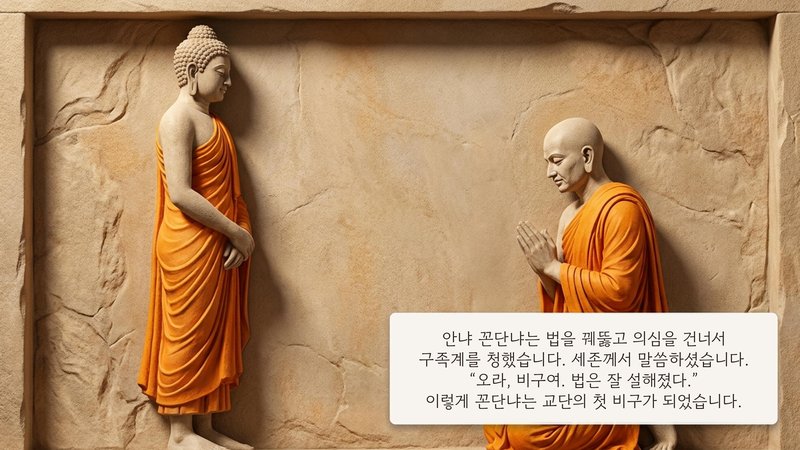 안냐 꼰단냐는 법을 꿰뚫고 의심을 건너서
구족계를 청했습니다. 세존께서 말씀하셨습니다.
“오라, 비구여. 법은 잘 설해졌다.”
이렇게 꼰단냐는 교단의 첫 비구가 되었습니다.